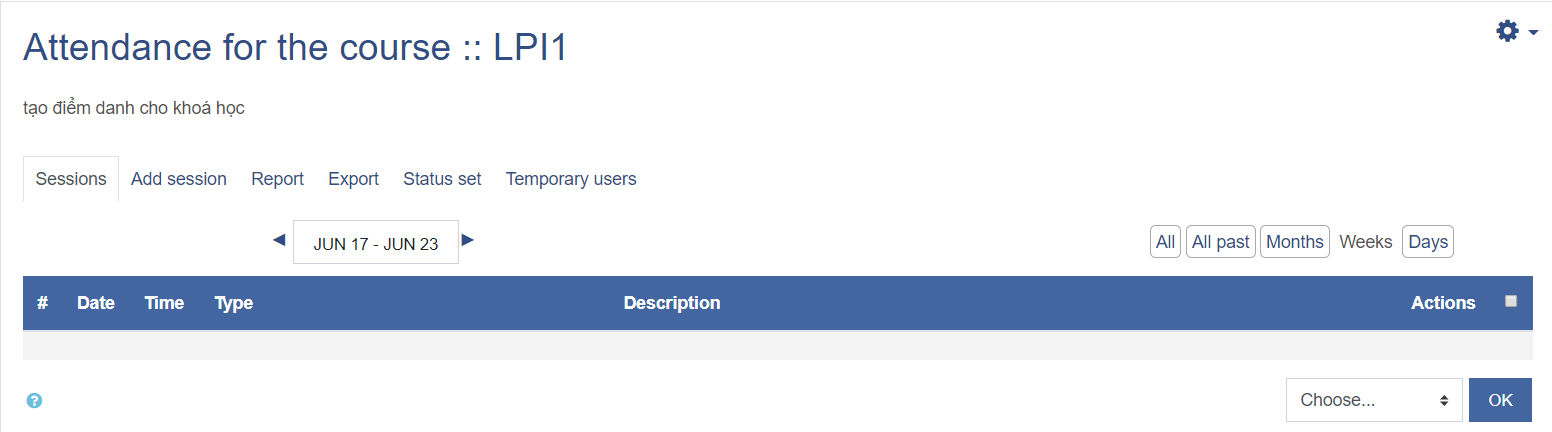 Attendance for the course :: LPI1
tạo điểm danh cho khoá học
Sessions Add session Report Export Status set Temporary users
JUN 17 - JUN 23 All All past Months Weeks Days
# Date Time Type Description Actions
Choose... OK